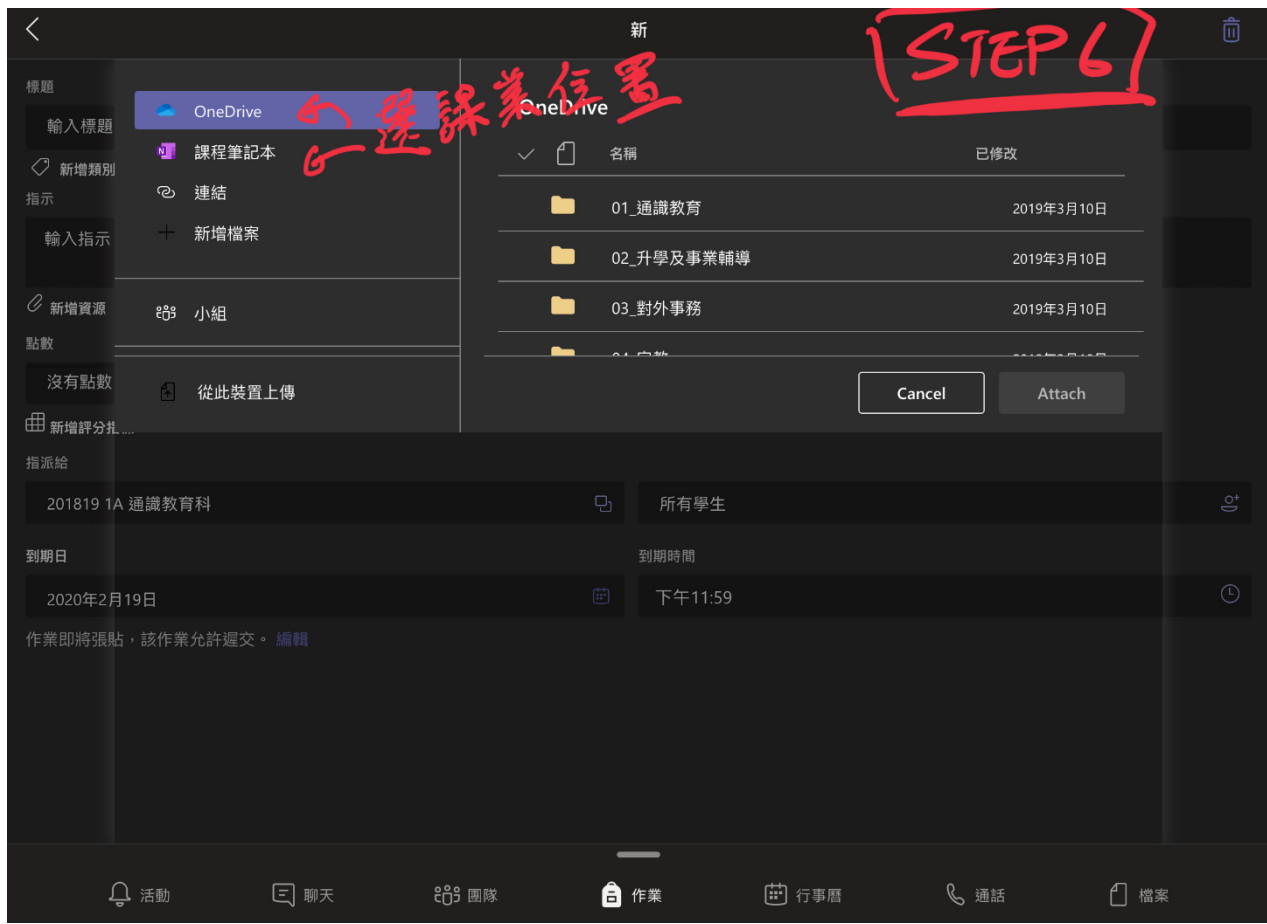 新
STEP 6
標題
輸入標題
新增類別
指示
輸入指示
新增資源
點數
沒有點數
新增評分指
OneDrive
課程筆記本
連結
新增檔案
小組
從此裝置上傳
選課業位置
OneDrive
名稱 已修改
01_通識教育 2019年3月10日
02_升學及事業輔導 2019年3月10日
03_對外事務 2019年3月10日
Cancel Attach
指派給
201819 1A 通識教育科 所有學生
到期日 到期時間
2020年2月19日 下午11:59
作業即將張貼，該作業允許遲交。 編輯
活動 聊天 團隊 作業 行事曆 通話 檔案